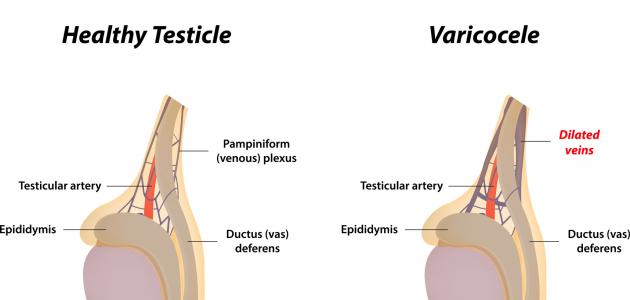 Healthy Testicle
Varicocele
Pampiniform
(venous) plexus
Testicular artery
Epididymis
Ductus (vas)
deferens
Dilated
veins
Testicular artery
Epididymis
Ductus (vas)
deferens